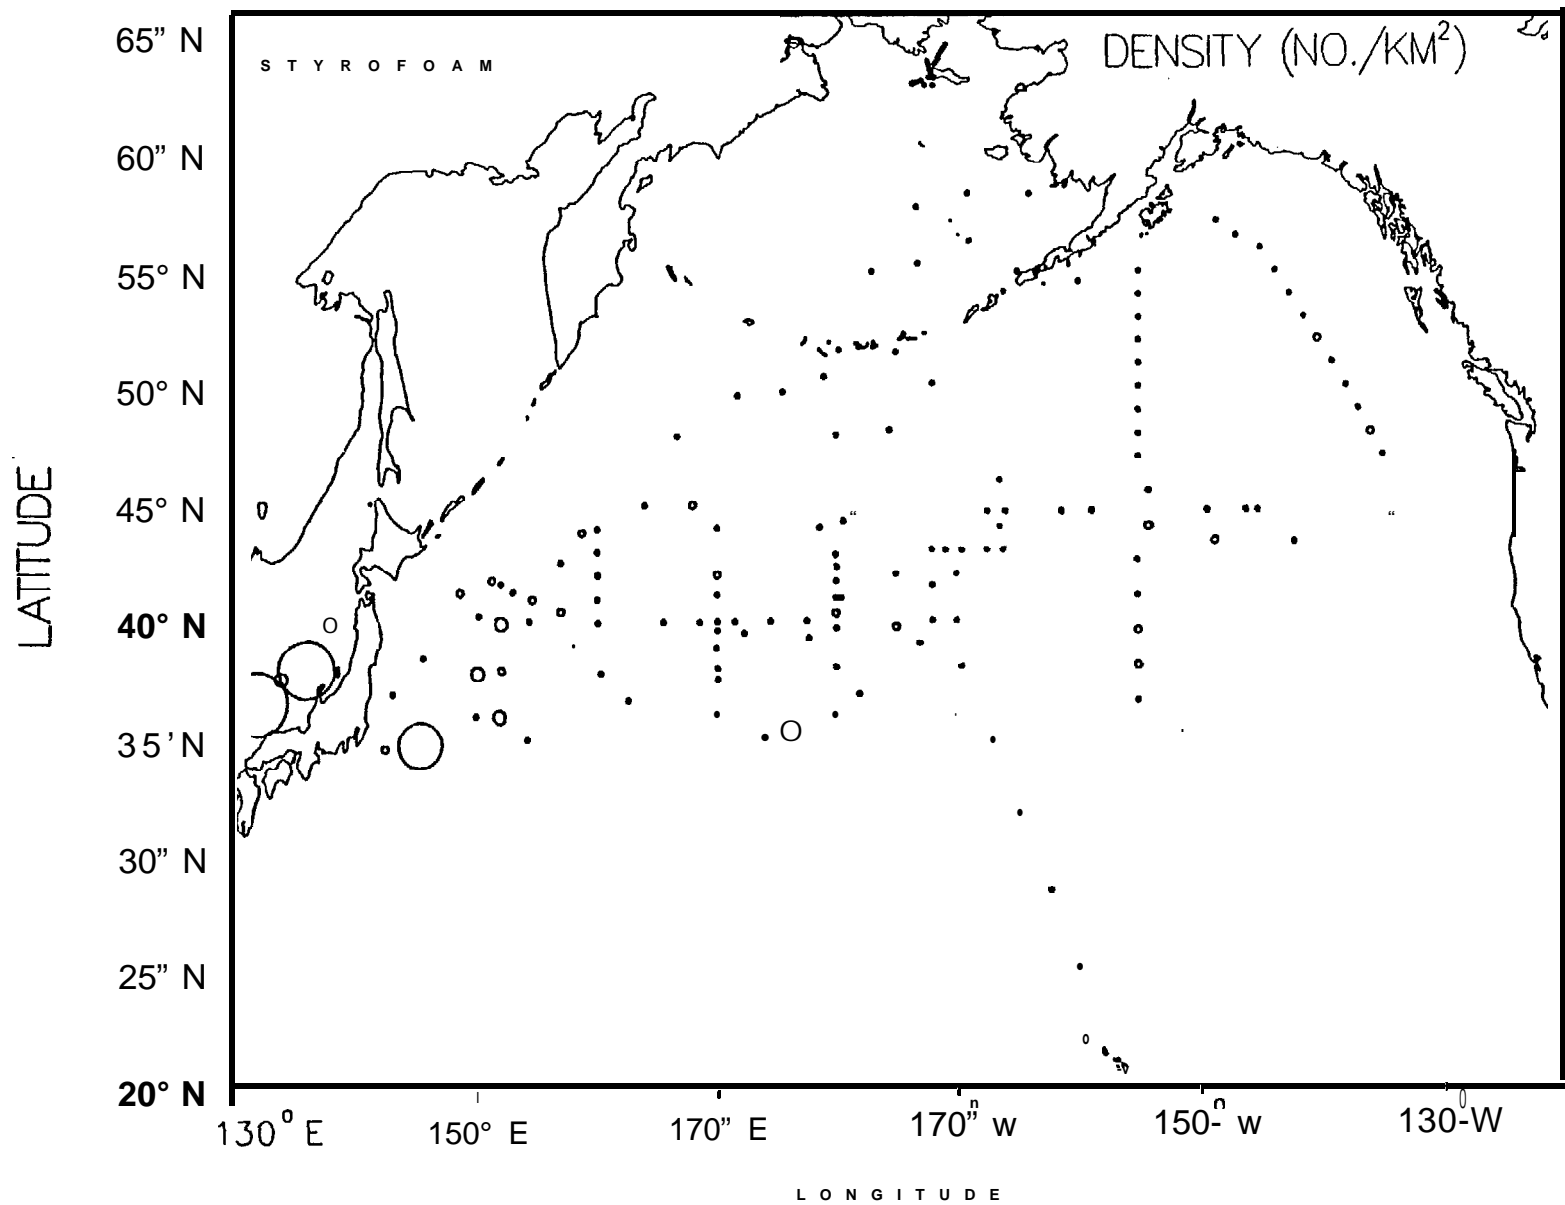 65” N
STYROFOAM
DENSITY (NO./KM²)
60” N
55° N
50° N
45° N
40° N
35’N
30” N
25” N
20° N
LATITUDE
130° E
150° E
170” E
170” W
150- W
130-W
LONGITUDE